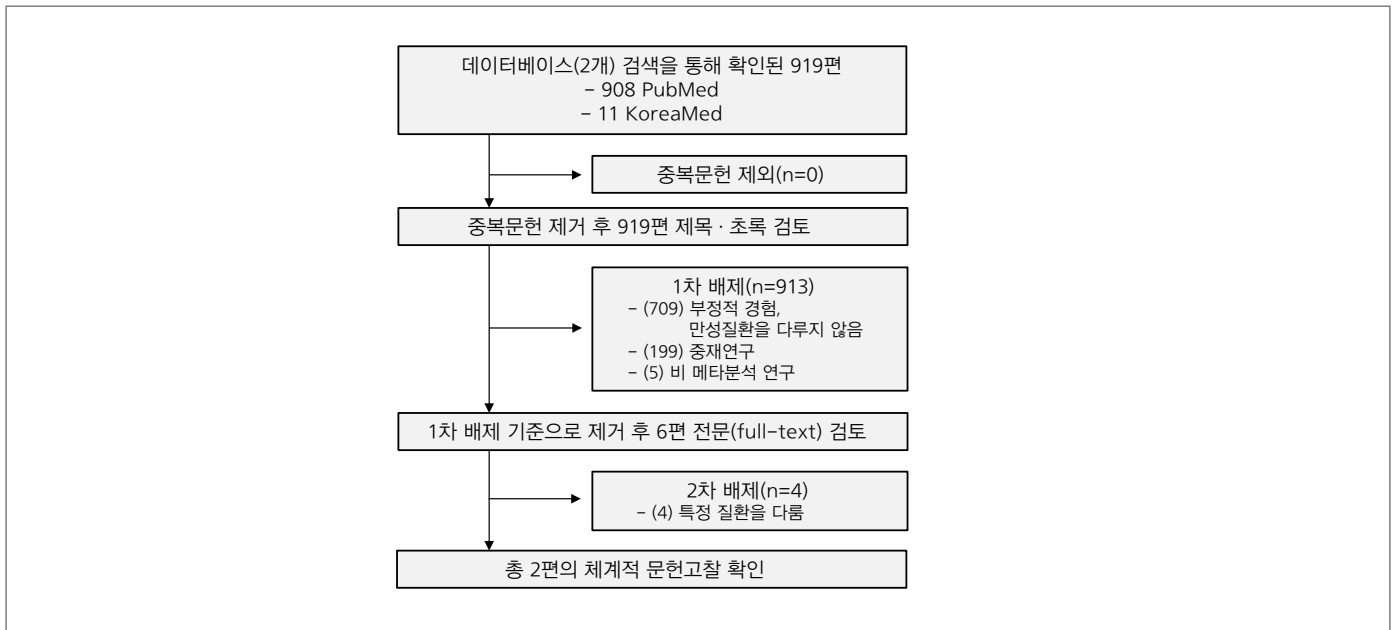 데이터베이스(2개) 검색을 통해 확인된 919편
- 908 PubMed
- 11 KoreaMed
중복문헌 제외(n=0)
중복문헌 제거 후 919편 제목 · 초록 검토
1차 배제(n=913)
- (709) 부정적 경험,
만성질환을 다루지 않음
- (199) 중재연구
- (5) 비 메타분석 연구
1차 배제 기준으로 제거 후 6편 전문(full-text) 검토
2차 배제(n=4)
- (4) 특정 질환을 다룸
총 2편의 체계적 문헌고찰 확인